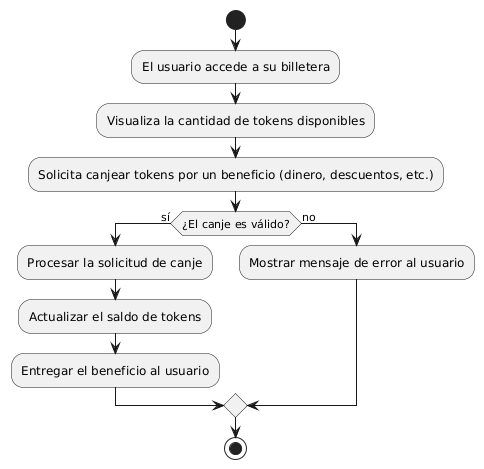 El usuario accede a su billetera
Visualiza la cantidad de tokens disponibles
Solicita canjear tokens por un beneficio (dinero, descuentos, etc.)
sí
¿El canje es válido?
no
Procesar la solicitud de canje
Mostrar mensaje de error al usuario
Actualizar el saldo de tokens
Entregar el beneficio al usuario